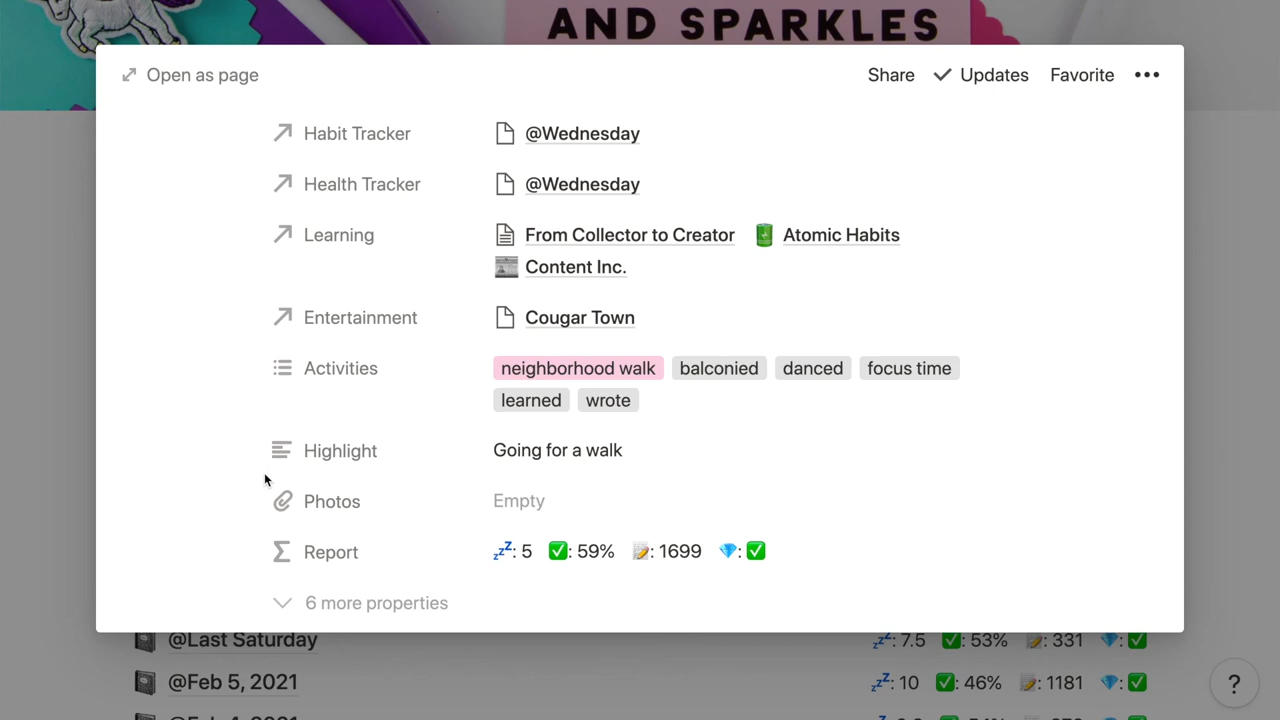 AND SPARKLES
Open as page Share Updates Favorite •••
Habit Tracker @Wednesday
Health Tracker @Wednesday
Learning From Collector to Creator Atomic Habits
Content Inc.
Entertainment Cougar Town
Activities neighborhood walk balconied danced focus time
learned wrote
Highlight Going for a walk
Photos Empty
Report 💤: 5 ✅: 59% 📝: 1699 💎: ✅
6 more properties
@Last Saturday 💤: 7.5 ✅: 53% 📝: 331 💎: ✅
@Feb 5, 2021 💤: 10 ✅: 46% 📝: 1181 💎: ✅
?